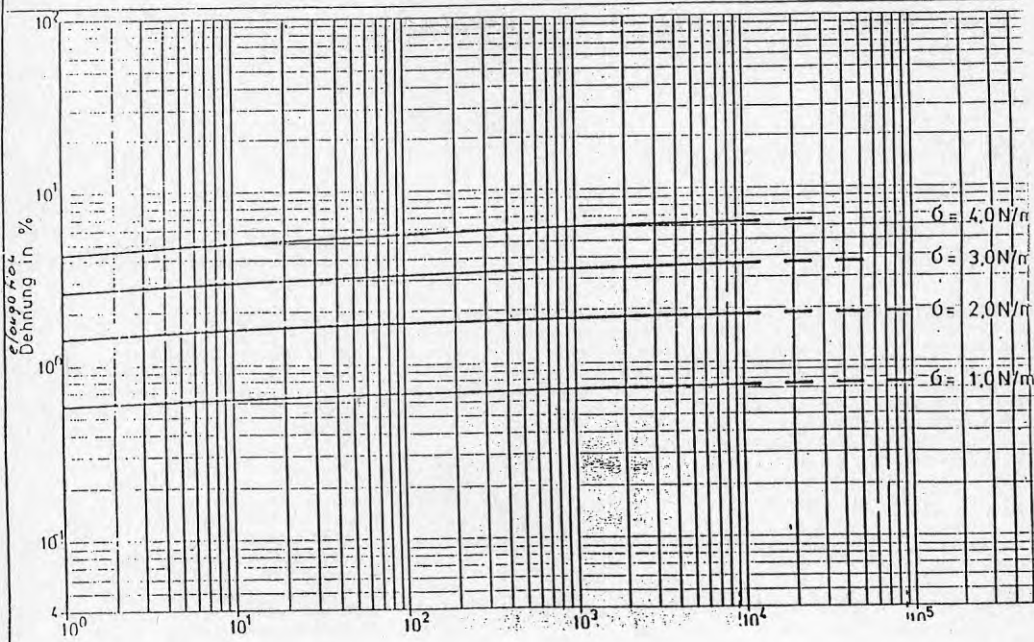 10²
10¹
σ = 4,0 N/m
σ = 3,0 N/m
Dehnung in %
σ = 2,0 N/m
10⁰
σ = 1,0 N/m
10⁻¹
4
10⁰ 10¹ 10² 10³ 10⁴ 10⁵